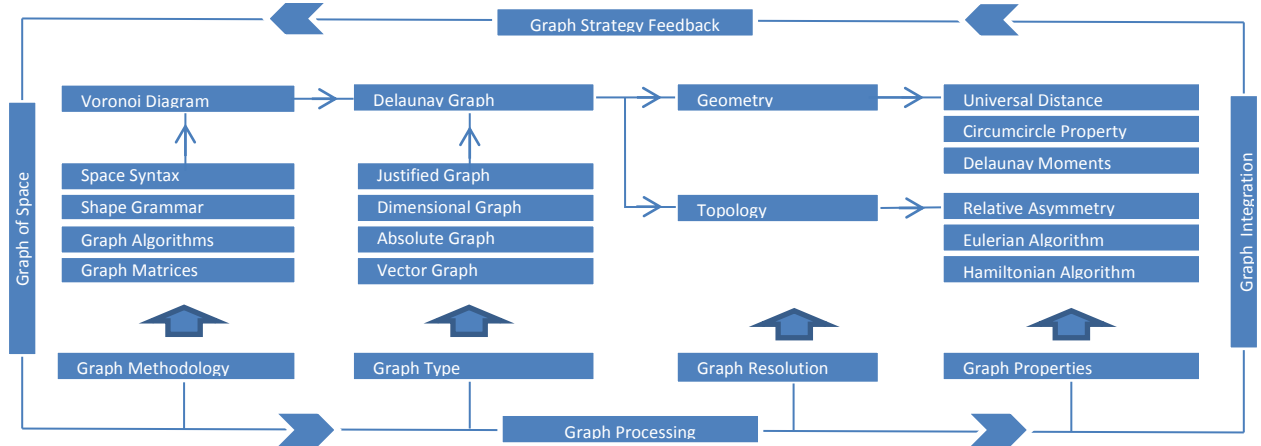 Graph Strategy Feedback
Graph of Space
Voronoi Diagram
Delaunay Graph
Geometry
Universal Distance
Circumcircle Property
Delaunay Moments
Space Syntax
Justified Graph
Shape Grammar
Dimensional Graph
Topology
Relative Asymmetry
Graph Algorithms
Absolute Graph
Eulerian Algorithm
Graph Matrices
Vector Graph
Hamiltonian Algorithm
Graph Integration
Graph Methodology
Graph Type
Graph Resolution
Graph Properties
Graph Processing